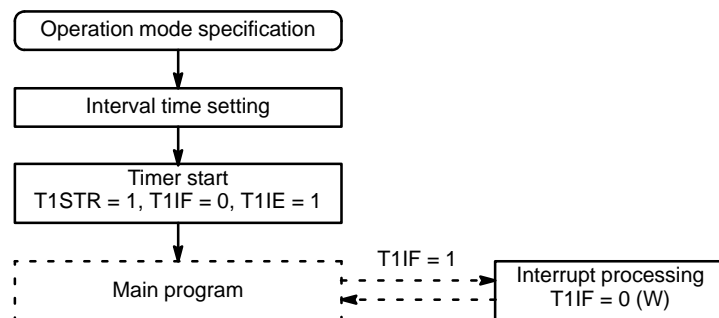 Operation mode specification
Interval time setting
Timer start
T1STR = 1, T1IF = 0, T1IE = 1
Main program
T1IF = 1
Interrupt processing
T1IF = 0 (W)